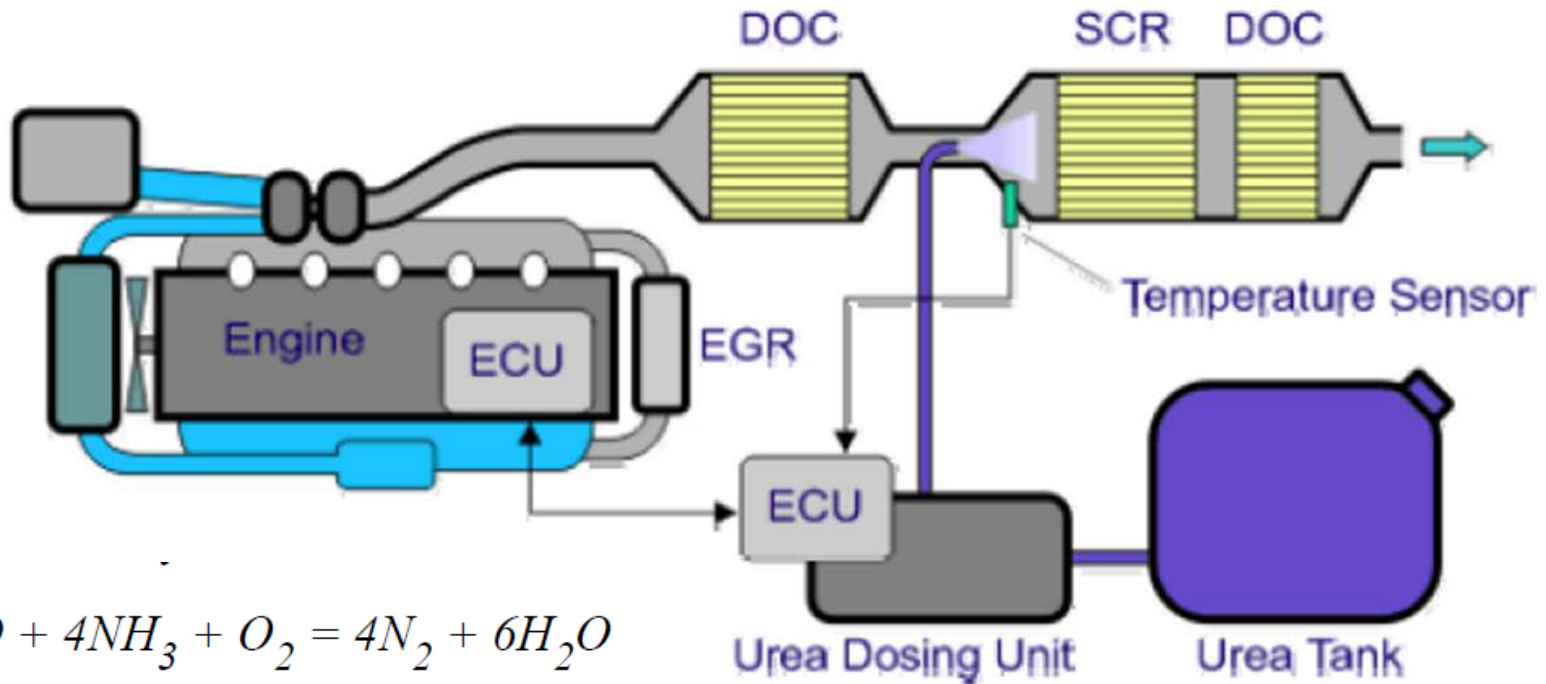 DOC
SCR DOC
Temperature Sensor
Engine
ECU
EGR
ECU
+ 4NH₃ + O₂ = 4N₂ + 6H₂O
Urea Dosing Unit
Urea Tank